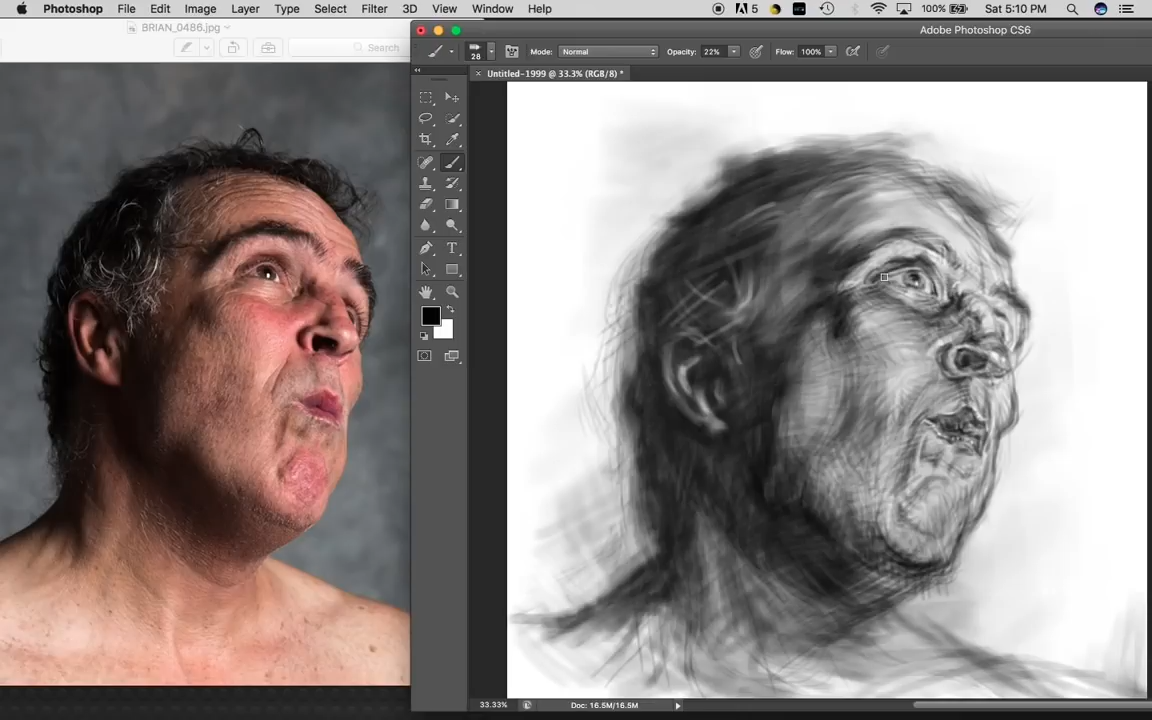 Photoshop File Edit Image Layer Type Select Filter 3D View Window Help 5 100% Sat 5:10 PM
BRIAN_0486.jpg
Search
Adobe Photoshop CS6
28 Mode: Normal Opacity: 22% Flow: 100%
× Untitled-1999 @ 33.3% (RGB/8) *
T
33.33% Doc: 16.5M/16.5M